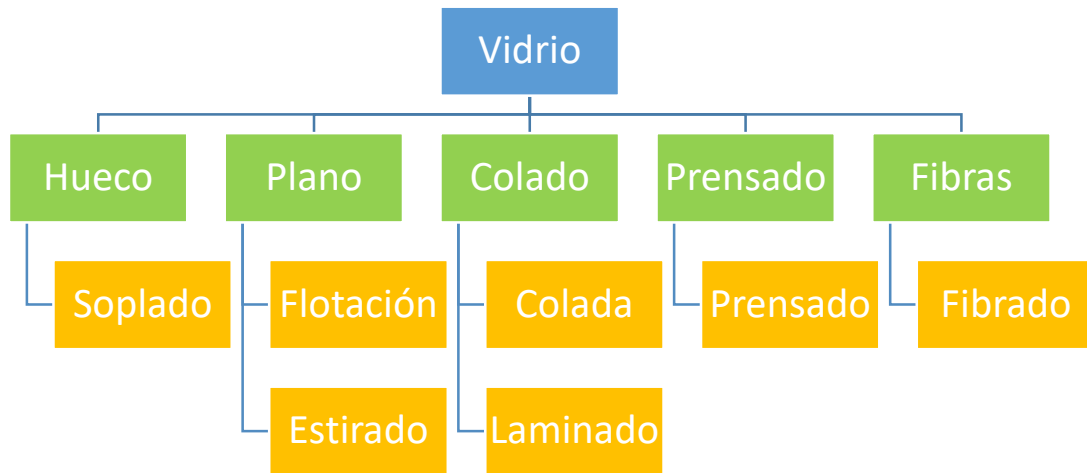 Vidrio
Hueco
Plano
Colado
Prensado
Fibras
Soplado
Flotación
Colada
Prensado
Fibrado
Estirado
Laminado